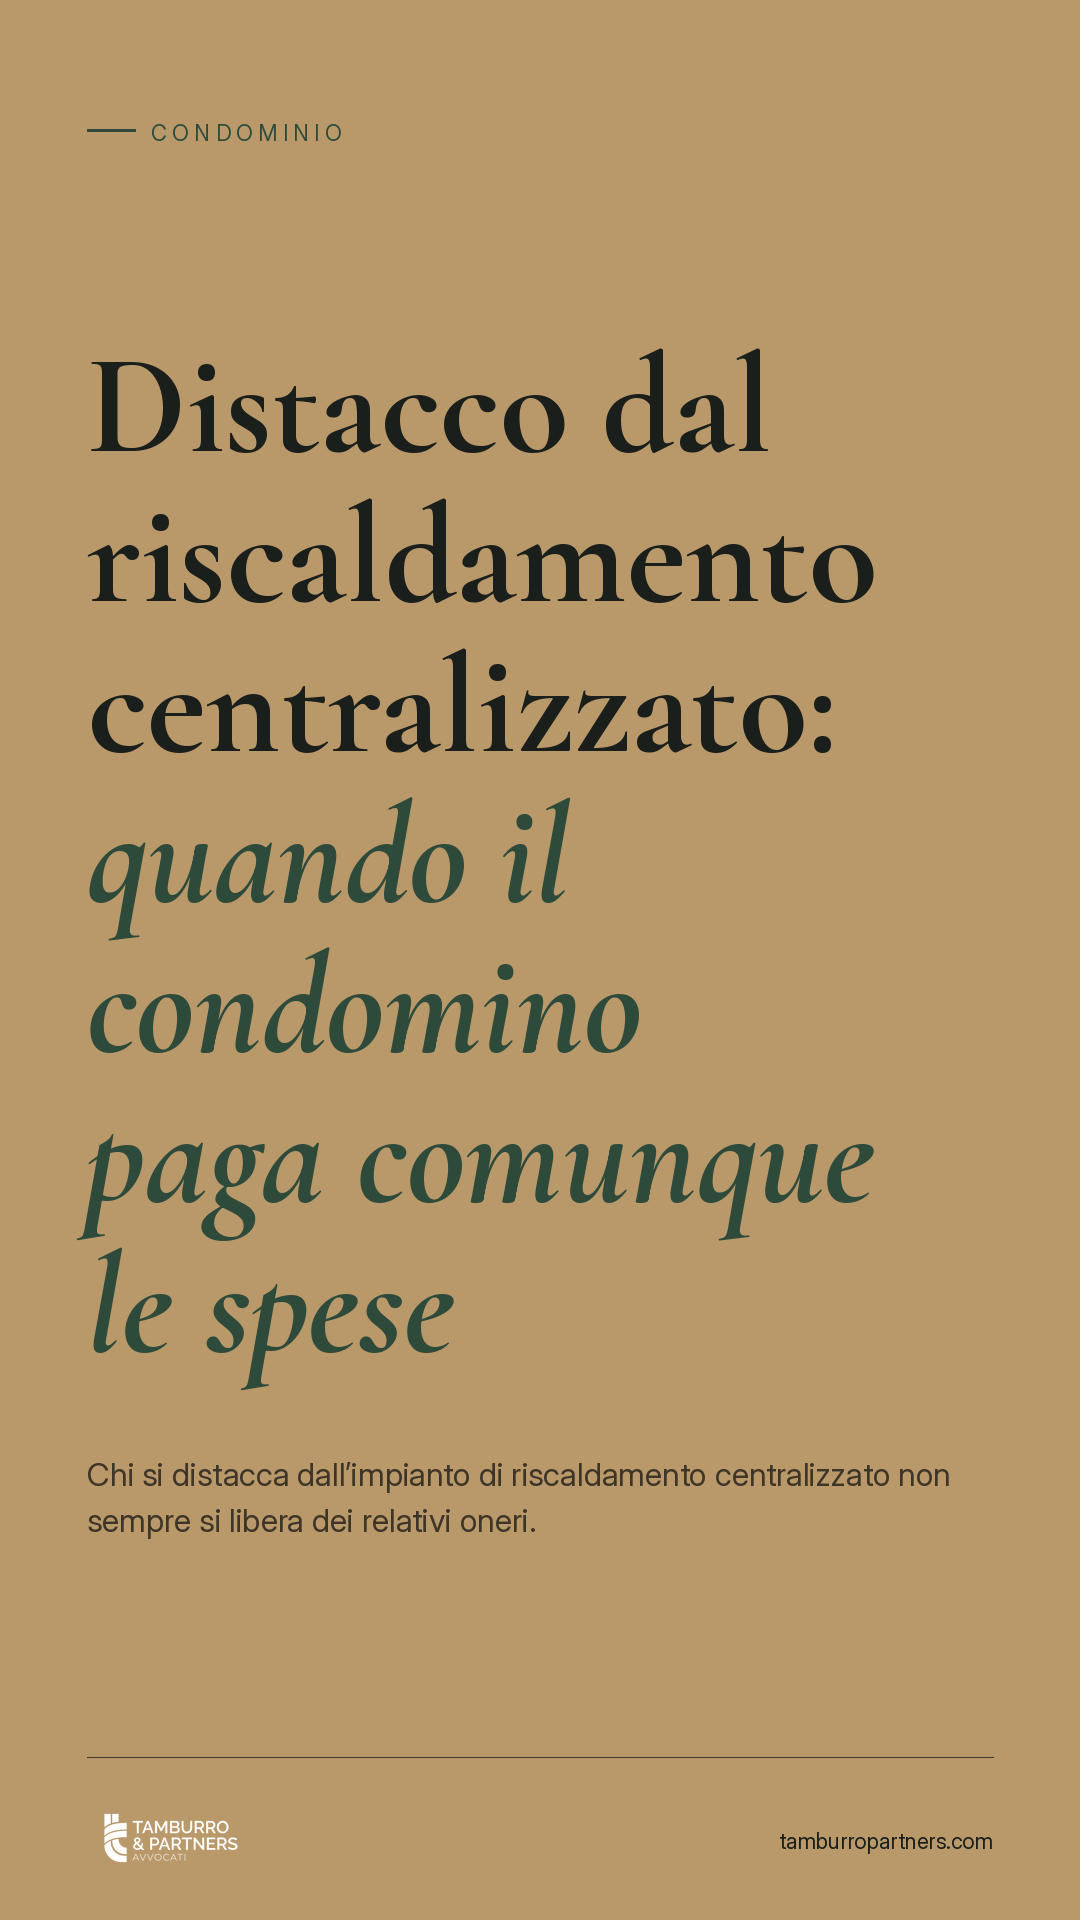 CONDOMINIO
Distacco dal
riscaldamento
centralizzato:
quando il
condomino
paga comunque
le spese
Chi si distacca dall’impianto di riscaldamento centralizzato non
sempre si libera dei relativi oneri.
TAMBURRO
& PARTNERS
AVVOCATI
tamburropartners.com